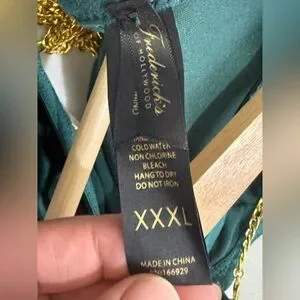 Frederick's
OF HOLLYWOOD
COLD WATER
NON CHLORINE
BLEACH
HANG TO DRY
DO NOT IRON
XXXL
MADE IN CHINA
166929